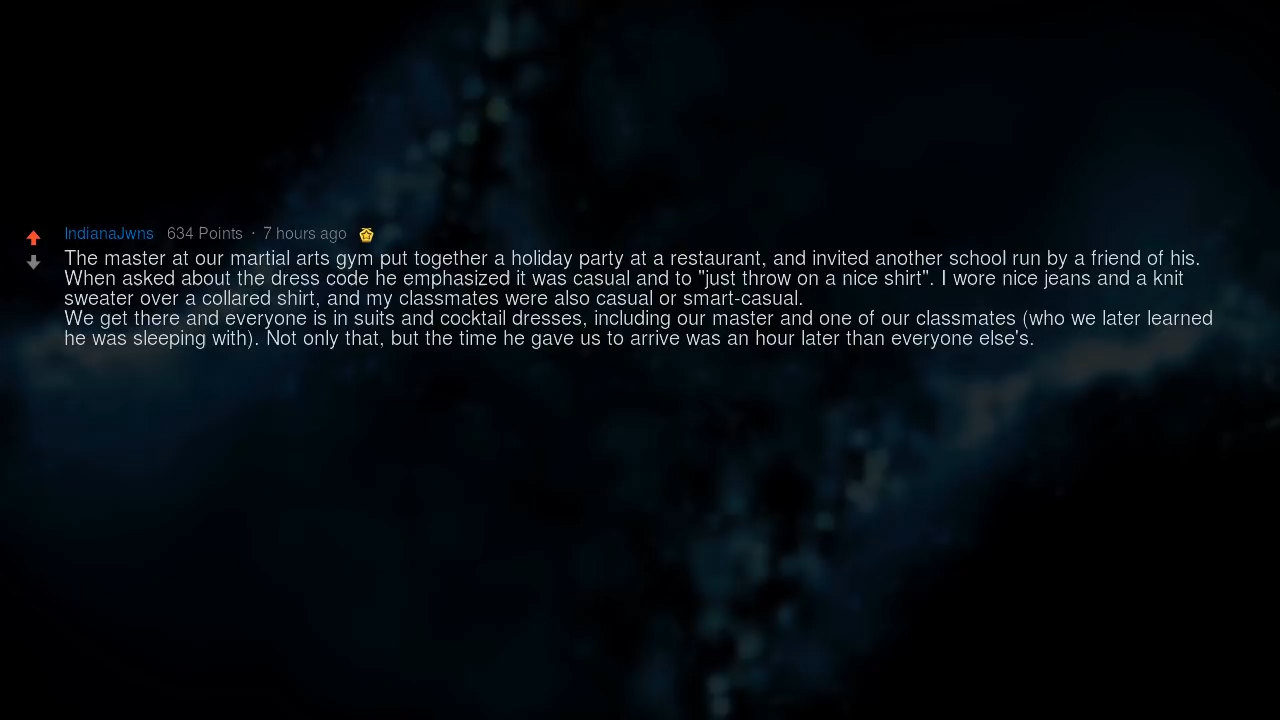 IndianaJwns 634 Points · 7 hours ago
The master at our martial arts gym put together a holiday party at a restaurant, and invited another school run by a friend of his.
When asked about the dress code he emphasized it was casual and to "just throw on a nice shirt". I wore nice jeans and a knit
sweater over a collared shirt, and my classmates were also casual or smart-casual.
We get there and everyone is in suits and cocktail dresses, including our master and one of our classmates (who we later learned
he was sleeping with). Not only that, but the time he gave us to arrive was an hour later than everyone else's.